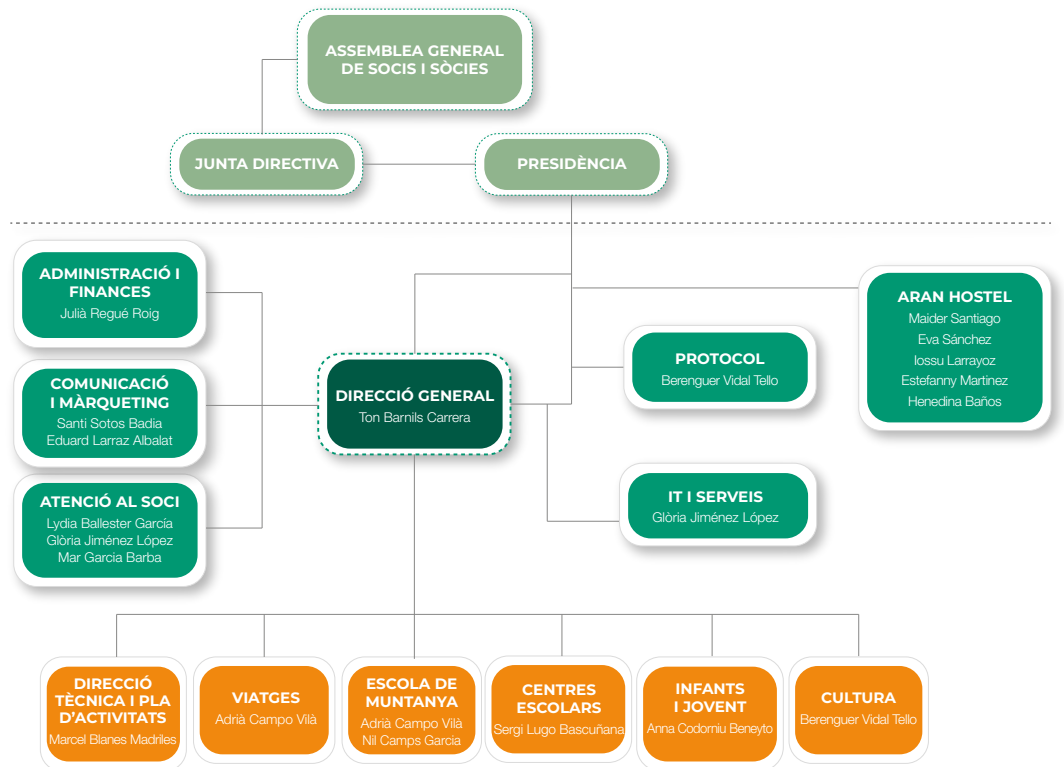 ASSEMBLEA GENERAL
DE SOCIS I SÒCIES
JUNTA DIRECTIVA
PRESIDÈNCIA
ADMINISTRACIÓ I
FINANCES
Julià Regué Roig
COMUNICACIÓ
I MÀRQUETING
Santi Sotos Badia
Eduard Larraz Albalat
ATENCIÓ AL SOCI
Lydia Ballester García
Glòria Jiménez López
Mar Garcia Barba
DIRECCIÓ GENERAL
Ton Barnils Carrera
PROTOCOL
Berenguer Vidal Tello
IT I SERVEIS
Glòria Jiménez López
ARAN HOSTEL
Maider Santiago
Eva Sánchez
Iossu Larrayoz
Estefanny Martinez
Henedina Baños
DIRECCIÓ
TÈCNICA I PLA
D'ACTIVITATS
Marcel Blanes Madriles
VIATGES
Adrià Campo Vilà
ESCOLA DE
MUNTANYA
Adrià Campo Vilà
Nil Camps Garcia
CENTRES
ESCOLARS
Sergi Lugo Bascuñana
INFANTS
I JOVENT
Anna Codorniu Beneyto
CULTURA
Berenguer Vidal Tello